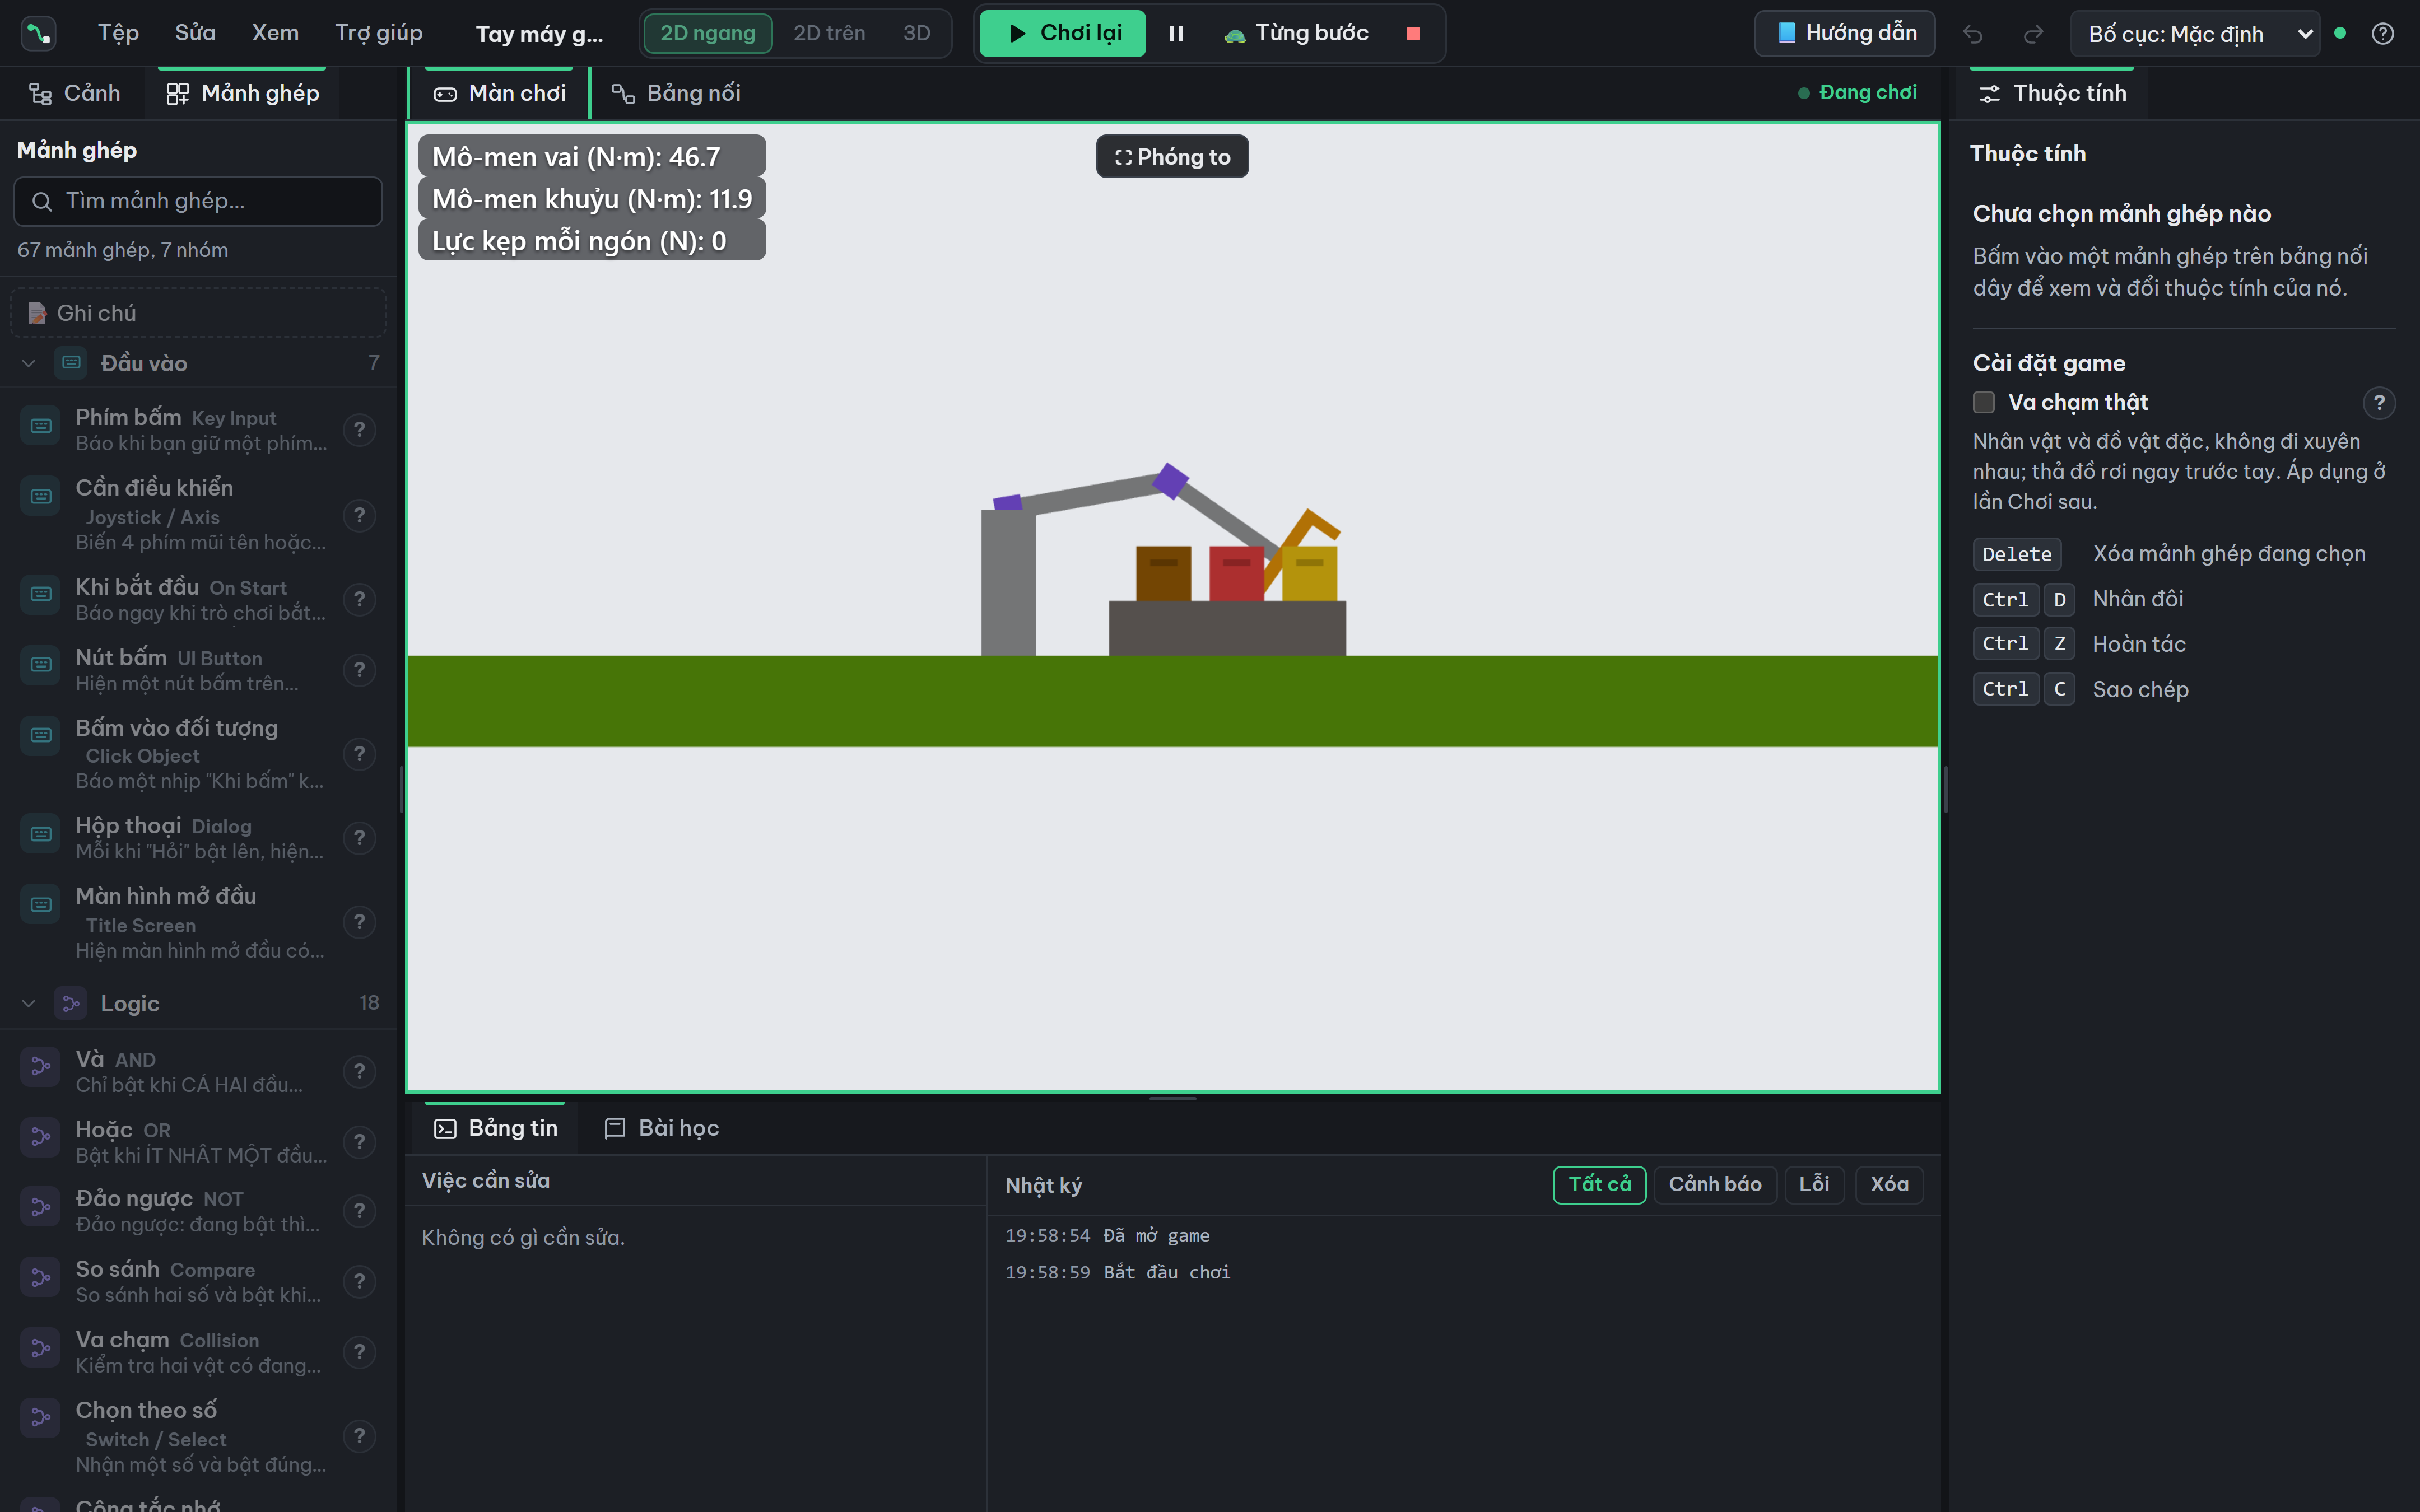 Tệp Sửa Xem Trợ giúp Tay máy g... 2D ngang 2D trên 3D Chơi lại Từng bước Hướng dẫn Bố cục: Mặc định
Cảnh Mảnh ghép
Mảnh ghép
Tìm mảnh ghép...
67 mảnh ghép, 7 nhóm
Ghi chú
Đầu vào 7
Phím bấm Key Input ?
Báo khi bạn giữ một phím...
Cần điều khiển
Joystick / Axis ?
Biến 4 phím mũi tên hoặc...
Khi bắt đầu On Start ?
Báo ngay khi trò chơi bắt...
Nút bấm UI Button ?
Hiện một nút bấm trên...
Bấm vào đối tượng
Click Object ?
Báo một nhịp "Khi bấm" k...
Hộp thoại Dialog ?
Mỗi khi "Hỏi" bật lên, hiện...
Màn hình mở đầu
Title Screen ?
Hiện màn hình mở đầu có...
Logic 18
Và AND ?
Chỉ bật khi CẢ HAI đầu...
Hoặc OR ?
Bật khi ÍT NHẤT MỘT đầu...
Đảo ngược NOT ?
Đảo ngược: đang bật thì...
So sánh Compare ?
So sánh hai số và bật khi...
Va chạm Collision ?
Kiểm tra hai vật có đang...
Chọn theo số
Switch / Select ?
Nhận một số và bật đúng...
Công tắc nhớ
Màn chơi Bảng nối Đang chơi
Mô-men vai (N·m): 46.7
Mô-men khuỷu (N·m): 11.9
Lực kẹp mỗi ngón (N): 0
Phóng to
Bảng tin Bài học
Việc cần sửa
Không có gì cần sửa.
Nhật ký Tất cả Cảnh báo Lỗi Xóa
19:58:54 Đã mở game
19:58:59 Bắt đầu chơi
Thuộc tính
Thuộc tính
Chưa chọn mảnh ghép nào
Bấm vào một mảnh ghép trên bảng nối
dây để xem và đổi thuộc tính của nó.
Cài đặt game
Va chạm thật ?
Nhân vật và đồ vật đặc, không đi xuyên
nhau; thả đồ rơi ngay trước tay. Áp dụng ở
lần Chơi sau.
Delete Xóa mảnh ghép đang chọn
Ctrl D Nhân đôi
Ctrl Z Hoàn tác
Ctrl C Sao chép